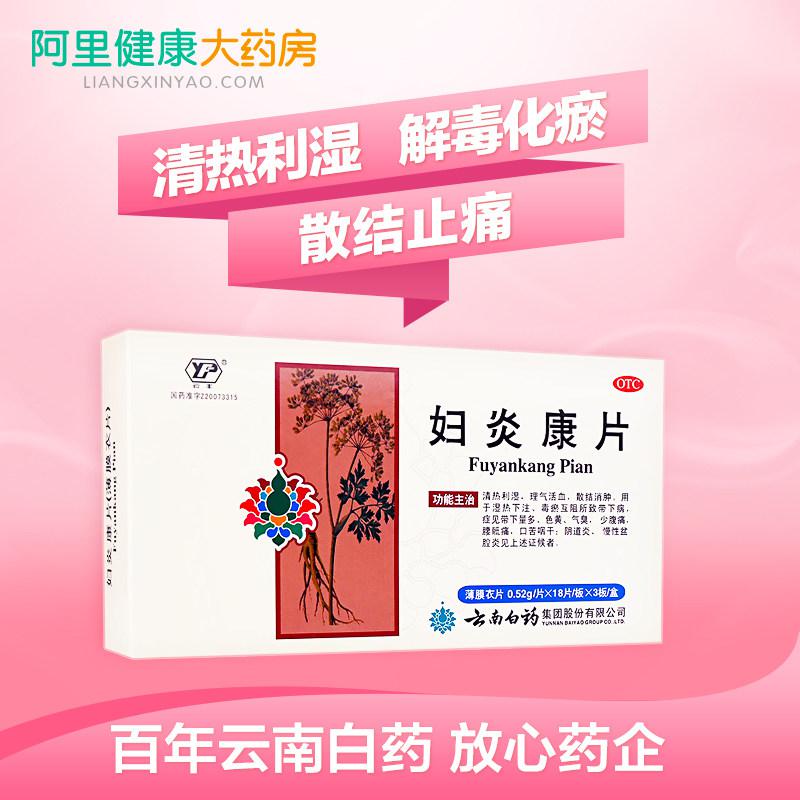 阿里健康大药房
LIANGXINYAO.COM
清热利湿 解毒化瘀
散结止痛
YP
国药准字Z20073315
OTC
妇炎康片
Fuyankang Pian
功能主治
清热利湿,理气活血,散结消肿。用
于湿热下注、毒瘀互阻所致带下病,
症见带下量多、色黄、气臭,少腹痛,
腰骶痛,口苦咽干;阴道炎、慢性盆
腔炎见上述证候者。
薄膜衣片 0.52g/片×18片/板×3板/盒
云南白药集团股份有限公司
YUNNAN BAIYAO GROUP CO.,LTD.
妇炎康片(薄膜衣片)
Fuyankang Pian
百年云南白药 放心药企